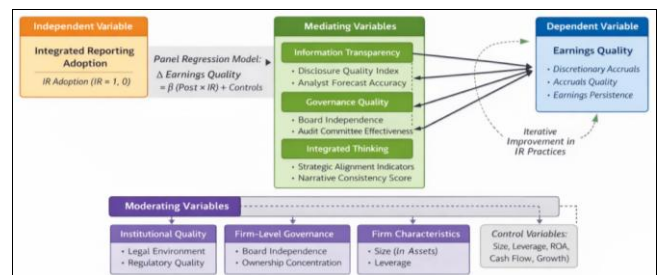 Independent Variable
Integrated Reporting
Adoption
IR Adoption (IR = 1, 0)
Panel Regression Model:
Δ Earnings Quality
= β (Post × IR) + Controls
Mediating Variables
Information Transparency
• Disclosure Quality Index
• Analyst Forecast Accuracy
Governance Quality
• Board Independence
• Audit Committee Effectiveness
Integrated Thinking
• Strategic Alignment Indicators
• Narrative Consistency Score
Dependent Variable
Earnings Quality
• Discretionary Accruals
• Accruals Quality
• Earnings Persistence
Iterative
Improvement in
IR Practices
Moderating Variables
Institutional Quality
• Legal Environment
• Regulatory Quality
Firm-Level Governance
• Board Independence
• Ownership Concentration
Firm Characteristics
• Size (ln Assets)
• Leverage
Control Variables:
Size, Leverage, ROA,
Cash Flow, Growth)